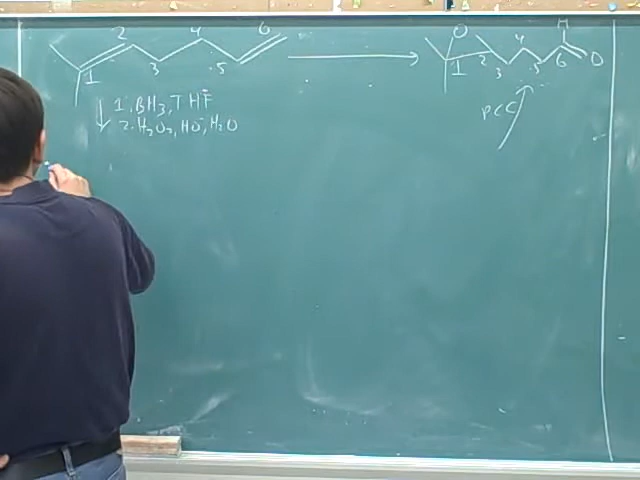 2 4 6
1 3 5
O H
2 4 O
1 3 5 6
1. BH3, THF
2. H2O2, HO-, H2O
PCC